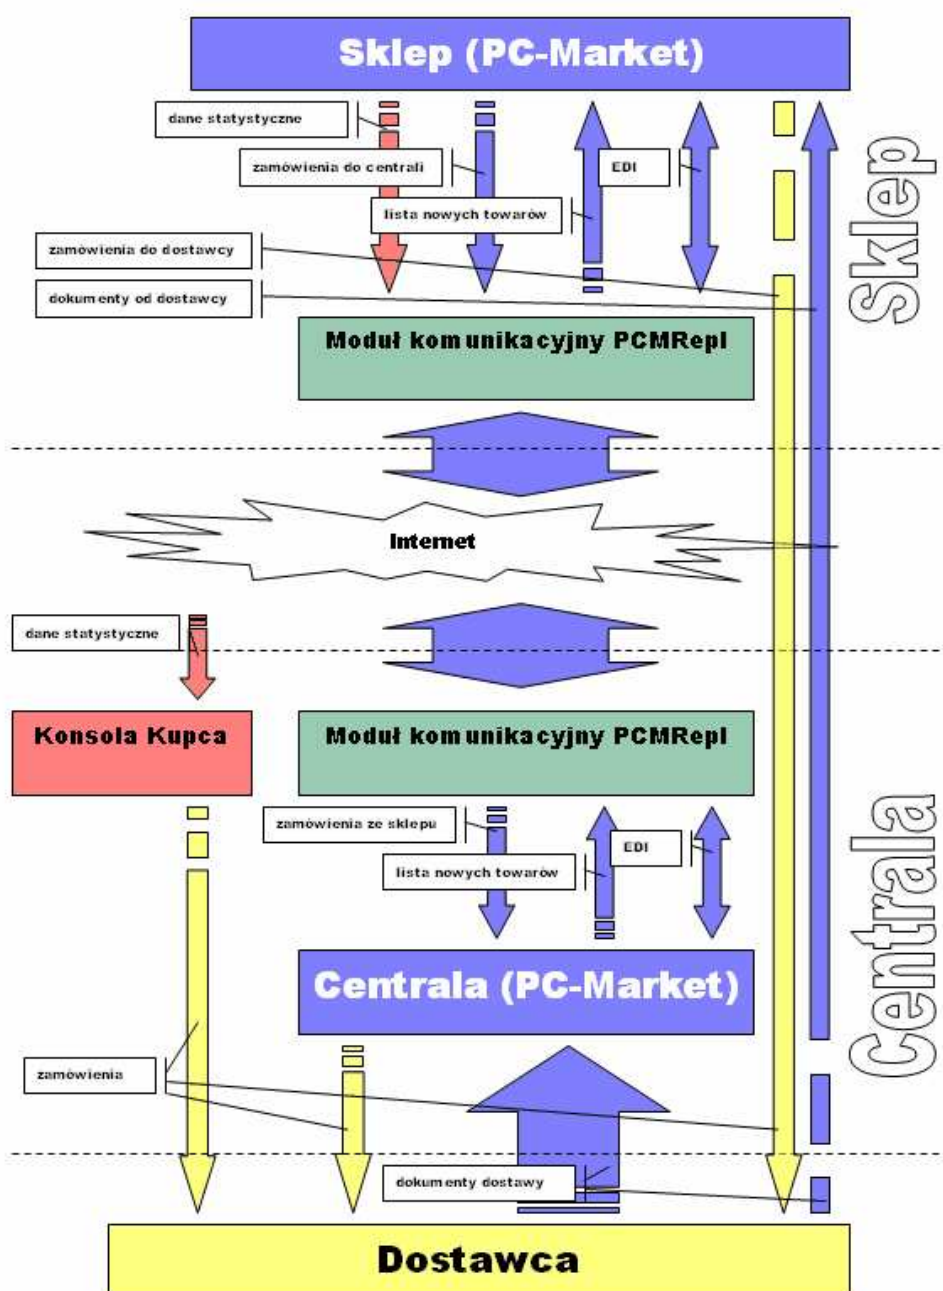 Sklep (PC-Market)
dane statystyczne
zamówienia do centrali
EDI
lista nowych towarów
zamówienia do dostawcy
dokumenty od dostawcy
Sklep
Moduł komunikacyjny PCMRepl
Internet
dane statystyczne
Konsola Kupca
Moduł komunikacyjny PCMRepl
zamówienia ze sklepu
EDI
lista nowych towarów
Centrala
Centrala (PC-Market)
zamówienia
dokumenty dostawy
Dostawca